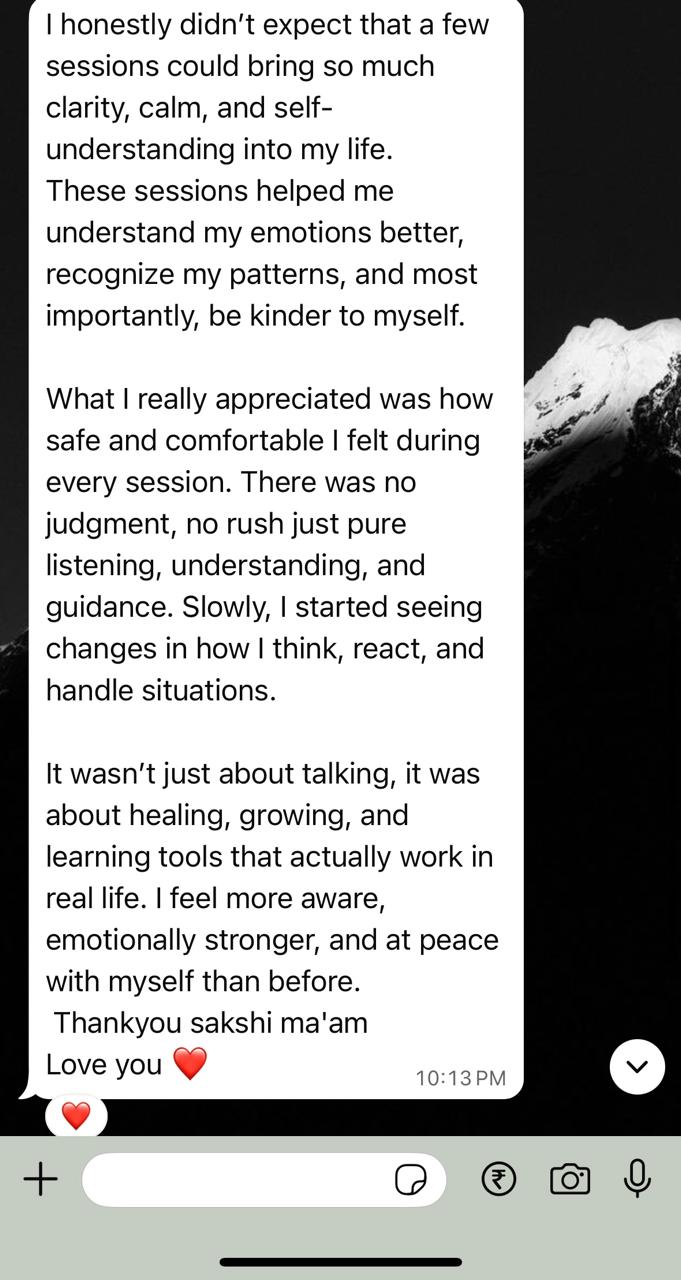 I honestly didn’t expect that a few
sessions could bring so much
clarity, calm, and self-
understanding into my life.
These sessions helped me
understand my emotions better,
recognize my patterns, and most
importantly, be kinder to myself.
What I really appreciated was how
safe and comfortable I felt during
every session. There was no
judgment, no rush just pure
listening, understanding, and
guidance. Slowly, I started seeing
changes in how I think, react, and
handle situations.
It wasn’t just about talking, it was
about healing, growing, and
learning tools that actually work in
real life. I feel more aware,
emotionally stronger, and at peace
with myself than before.
Thankyou sakshi ma'am
Love you ❤️
10:13 PM